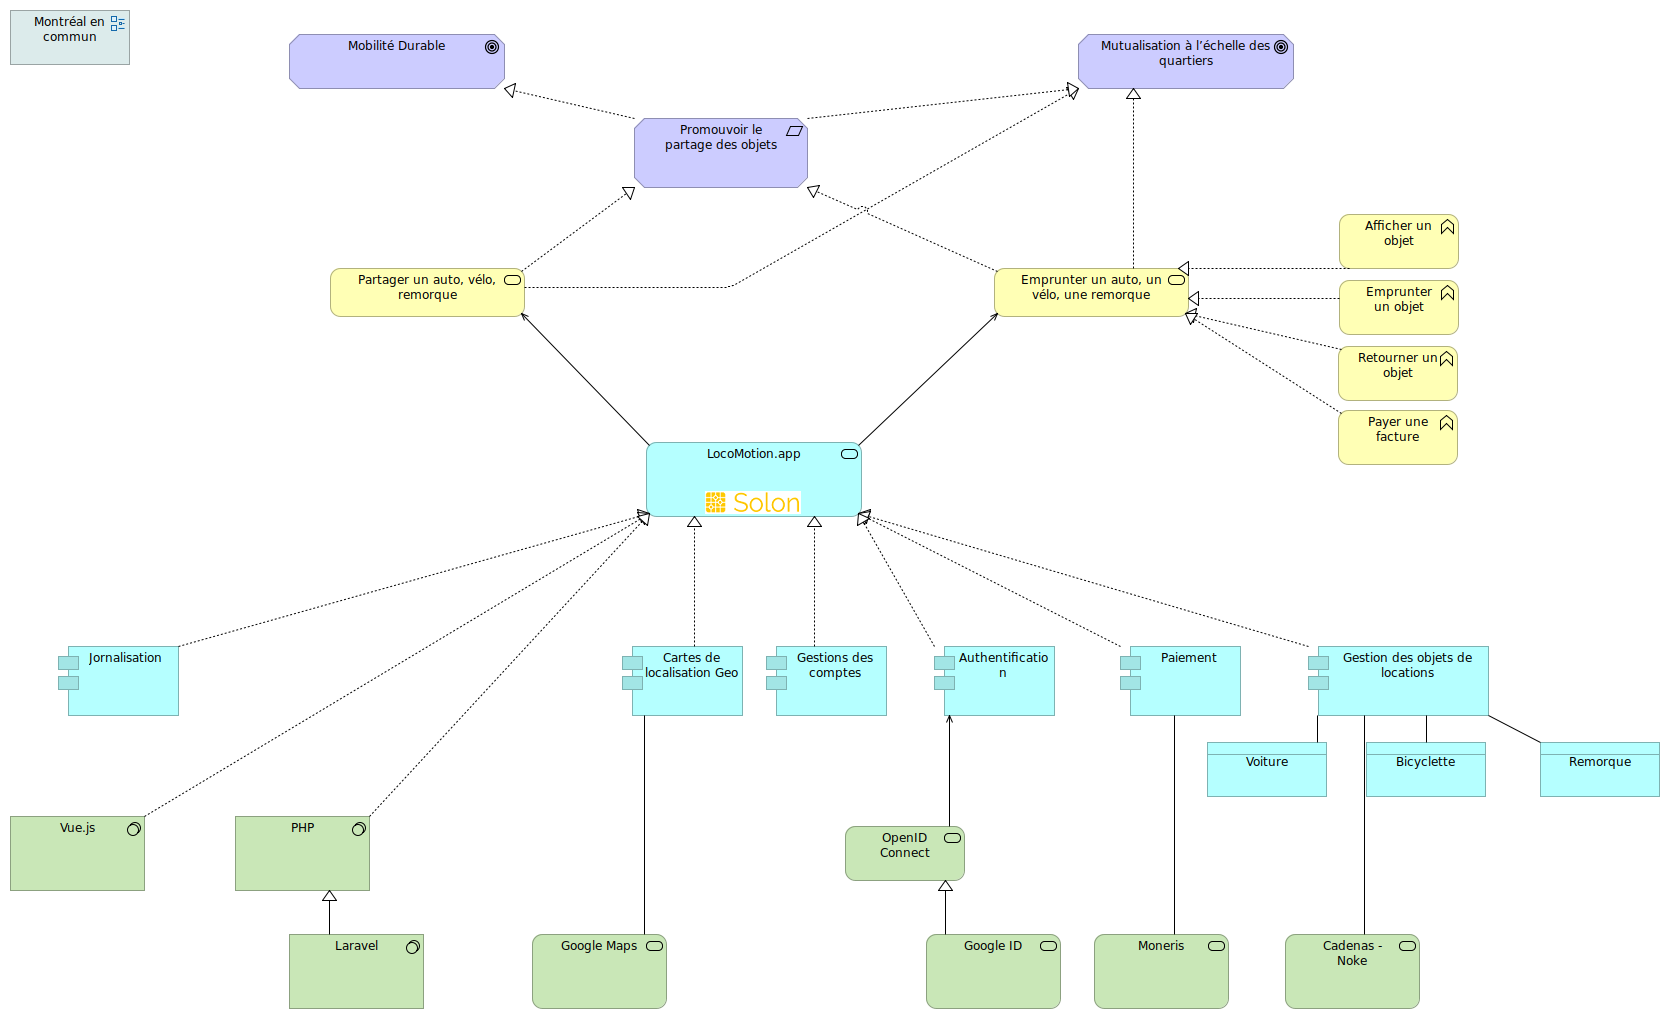 Montréal en
commun
Mobilité Durable
Mutualisation à l’échelle des
quartiers
Promouvoir le
partage des objets
Afficher un
objet
Partager un auto, vélo,
remorque
Emprunter un auto, un
vélo, une remorque
Emprunter
un objet
Retourner un
objet
Payer une
facture
LocoMotion.app
Solon
Jornalisation
Cartes de
localisation Geo
Gestions des
comptes
Authentificatio
n
Paiement
Gestion des objets de
locations
Voiture
Bicyclette
Remorque
Vue.js
PHP
OpenID
Connect
Laravel
Google Maps
Google ID
Moneris
Cadenas -
Noke